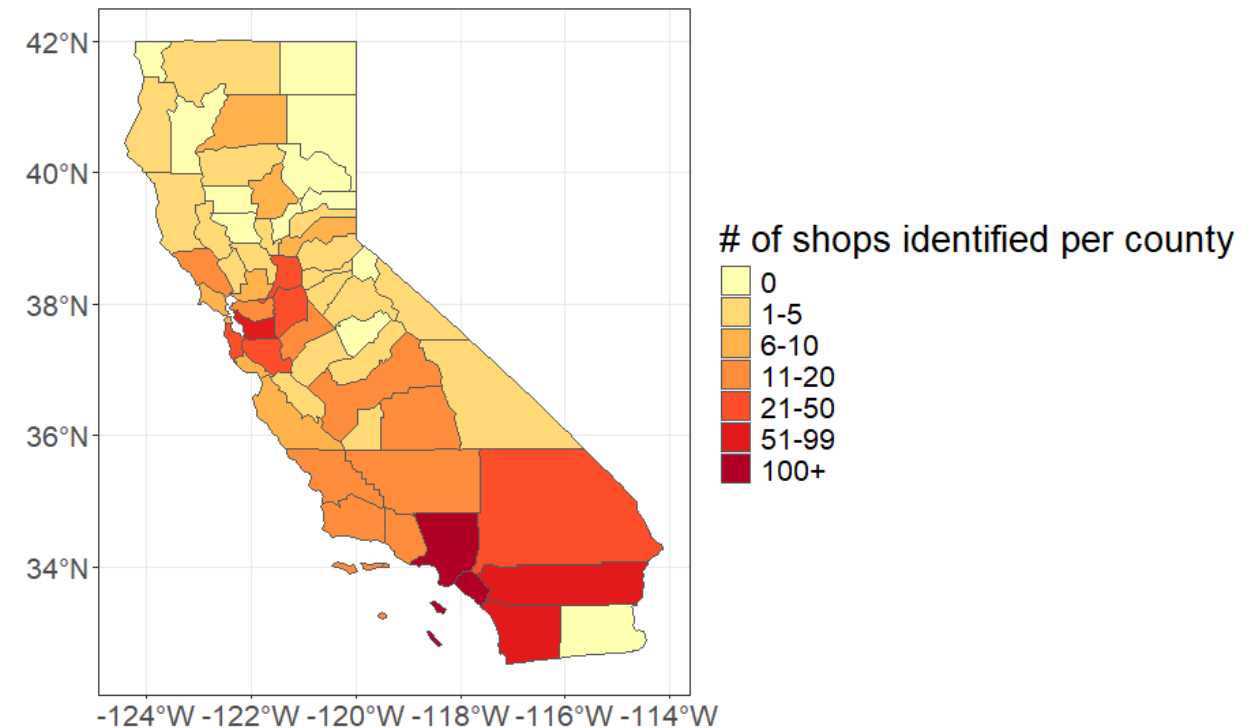 42°N
40°N
38°N
36°N
34°N
-124°W -122°W -120°W -118°W -116°W -114°W
# of shops identified per county
0
1-5
6-10
11-20
21-50
51-99
100+